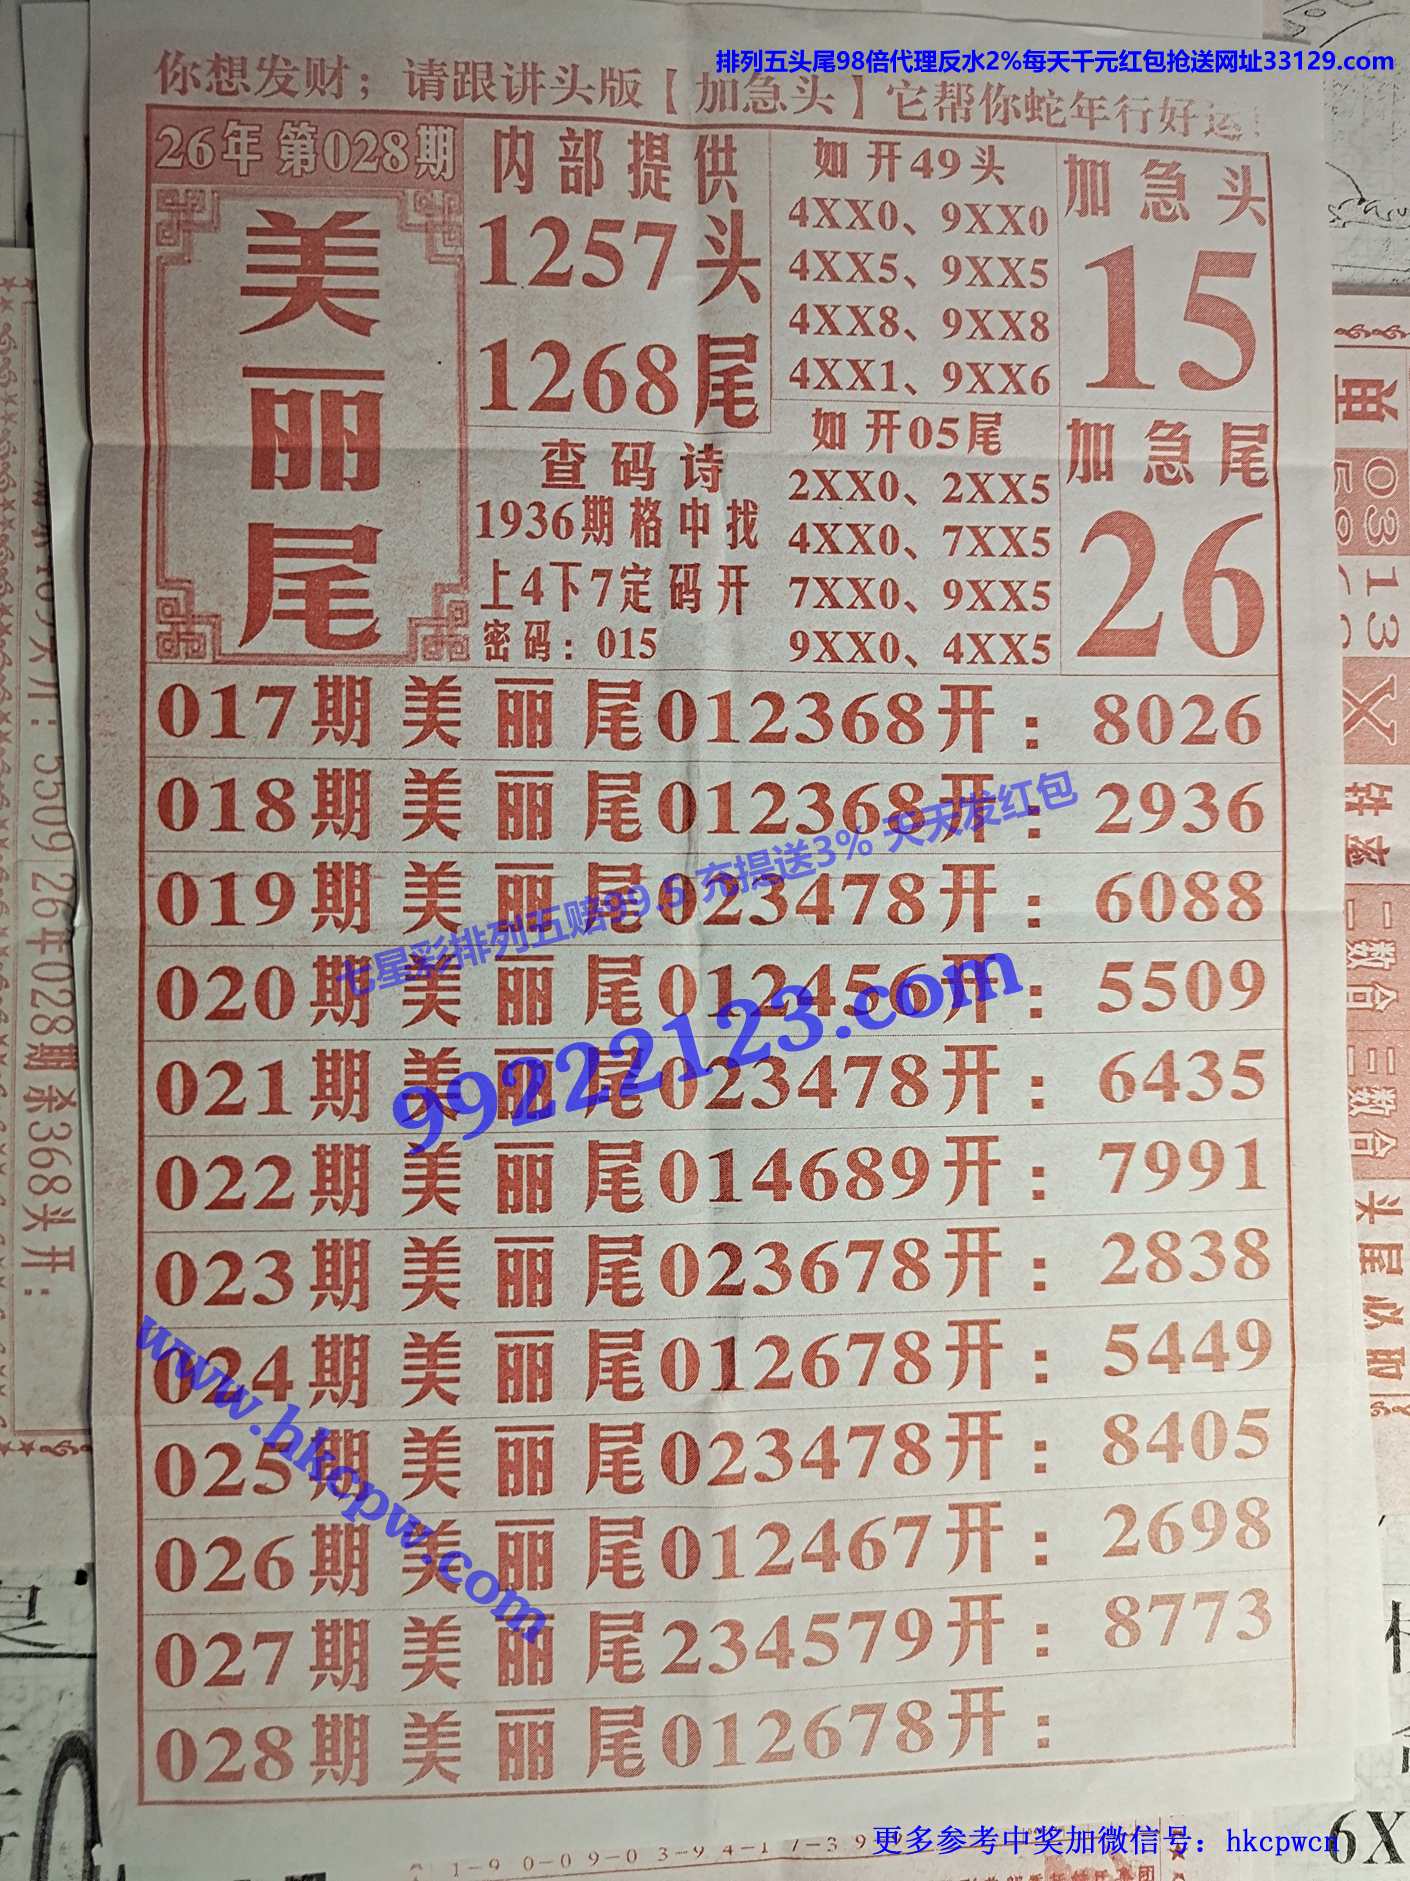 排列五头尾98倍代理反水2%每天千元红包抢送网址33129.com
你想发财；请跟讲头版【加急头】它帮你蛇年行好运！
26年第028期
美丽尾
内部提供
1257头
1268尾
查码诗
1936期格中找
上4下7定码开
密码：015
如开49头
4XX0、9XX0
4XX5、9XX5
4XX8、9XX8
4XX1、9XX6
如开05尾
2XX0、2XX5
4XX0、7XX5
7XX0、9XX5
9XX0、4XX5
加急头
15
加急尾
26
017期美丽尾012368开：8026
018期美丽尾012368开：2936
019期美丽尾023478开：6088
020期美丽尾012456开：5509
021期美丽尾023478开：6435
022期美丽尾014689开：7991
023期美丽尾023678开：2838
024期美丽尾012678开：5449
025期美丽尾023478开：8405
026期美丽尾012467开：2698
027期美丽尾234579开：8773
028期美丽尾012678开：
七星彩排列五赔99.5 充提送3% 天天发红包
99222123.com
www.hkcpw.com
5509
26年028期杀368头开：
单
03
13
X
转
二数合
三数合
头尾必取
6X
更多参考中奖加微信号：hkcpwcn